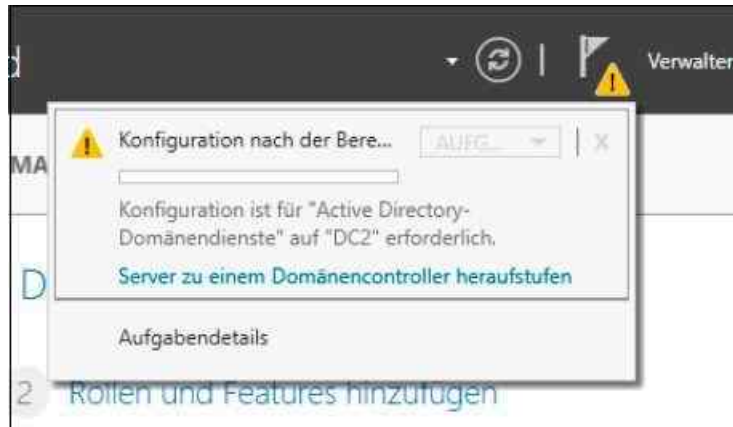 d
Verwalten
Konfiguration nach der Bere...
AUFG...
X
MA
Konfiguration ist für "Active Directory-
Domänendienste" auf "DC2" erforderlich.
D
Server zu einem Domänencontroller heraufstufen
Aufgabendetails
2 Rollen und Features hinzufügen